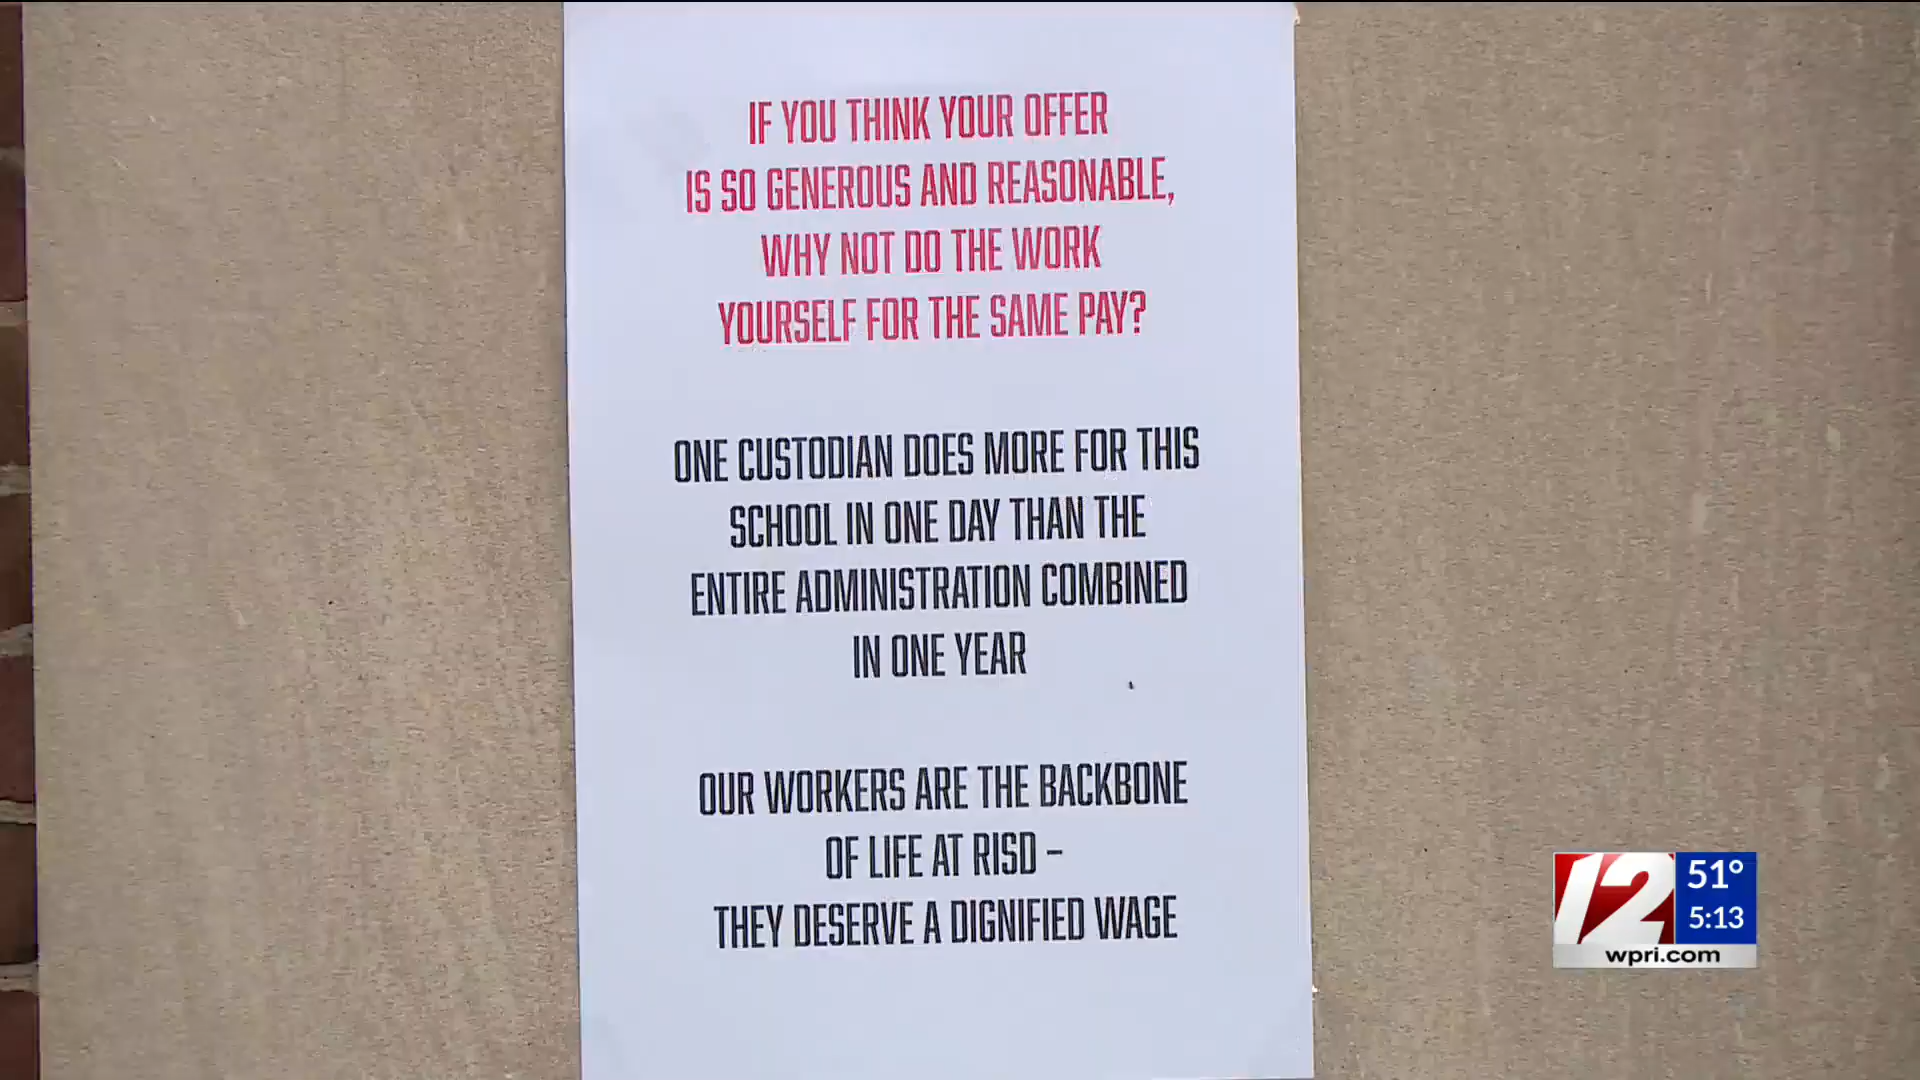 IF YOU THINK YOUR OFFER
IS SO GENEROUS AND REASONABLE,
WHY NOT DO THE WORK
YOURSELF FOR THE SAME PAY?
ONE CUSTODIAN DOES MORE FOR THIS
SCHOOL IN ONE DAY THAN THE
ENTIRE ADMINISTRATION COMBINED
IN ONE YEAR
OUR WORKERS ARE THE BACKBONE
OF LIFE AT RISD –
THEY DESERVE A DIGNIFIED WAGE
12
51°
5:13
wpri.com